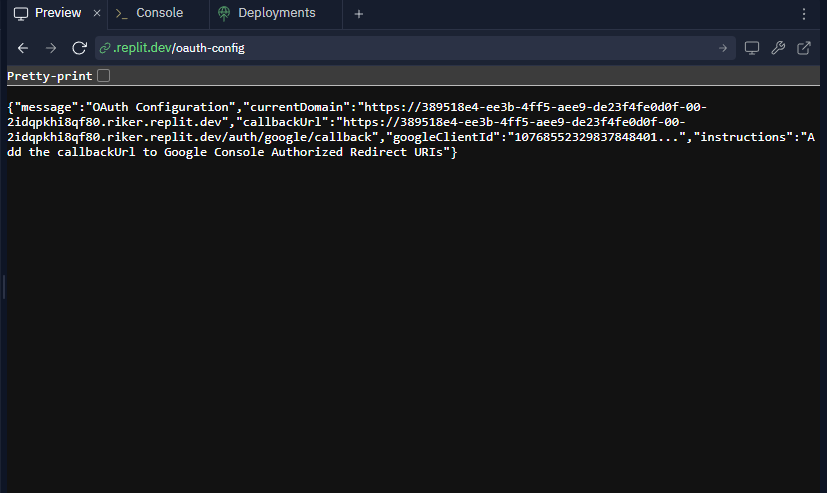 Preview × >_ Console Deployments +
.replit.dev/oauth-config
Pretty-print
{"message":"OAuth Configuration","currentDomain":"https://389518e4-ee3b-4ff5-aee9-de23f4fe0d0f-00-
2idqpkhi8qf80.riker.replit.dev","callbackUrl":"https://389518e4-ee3b-4ff5-aee9-de23f4fe0d0f-00-
2idqpkhi8qf80.riker.replit.dev/auth/google/callback","googleClientId":"10768552329837848401...","instructions":"A
dd the callbackUrl to Google Console Authorized Redirect URIs"}